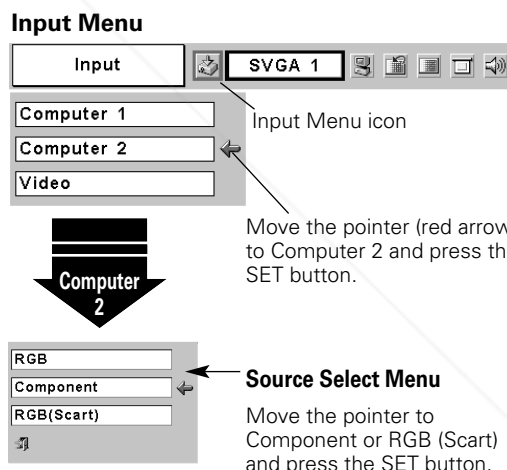 Input Menu
Input
SVGA 1
Computer 1
Input Menu icon
Computer 2
Video
Move the pointer (red arrow
to Computer 2 and press th
SET button.
Computer
2
RGB
Component
RGB(Scart)
Source Select Menu
Move the pointer to
Component or RGB (Scart)
and press the SET button.